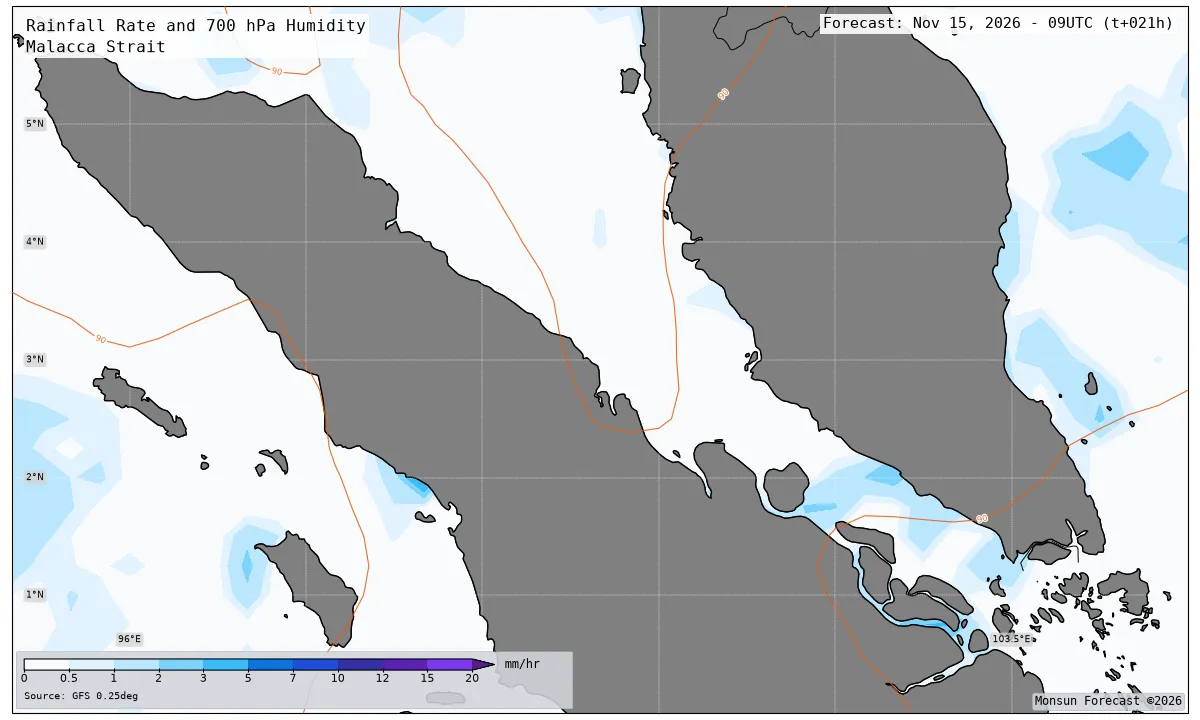 Rainfall Rate and 700 hPa Humidity
Malacca Strait
Forecast: Nov 15, 2026 - 09UTC (t+021h)
90
90
5°N
4°N
90
3°N
2°N
90
1°N
96°E
103.5°E
0 0.5 1 2 3 5 7 10 12 15 20 mm/hr
Source: GFS 0.25deg
Monsun Forecast ©2026